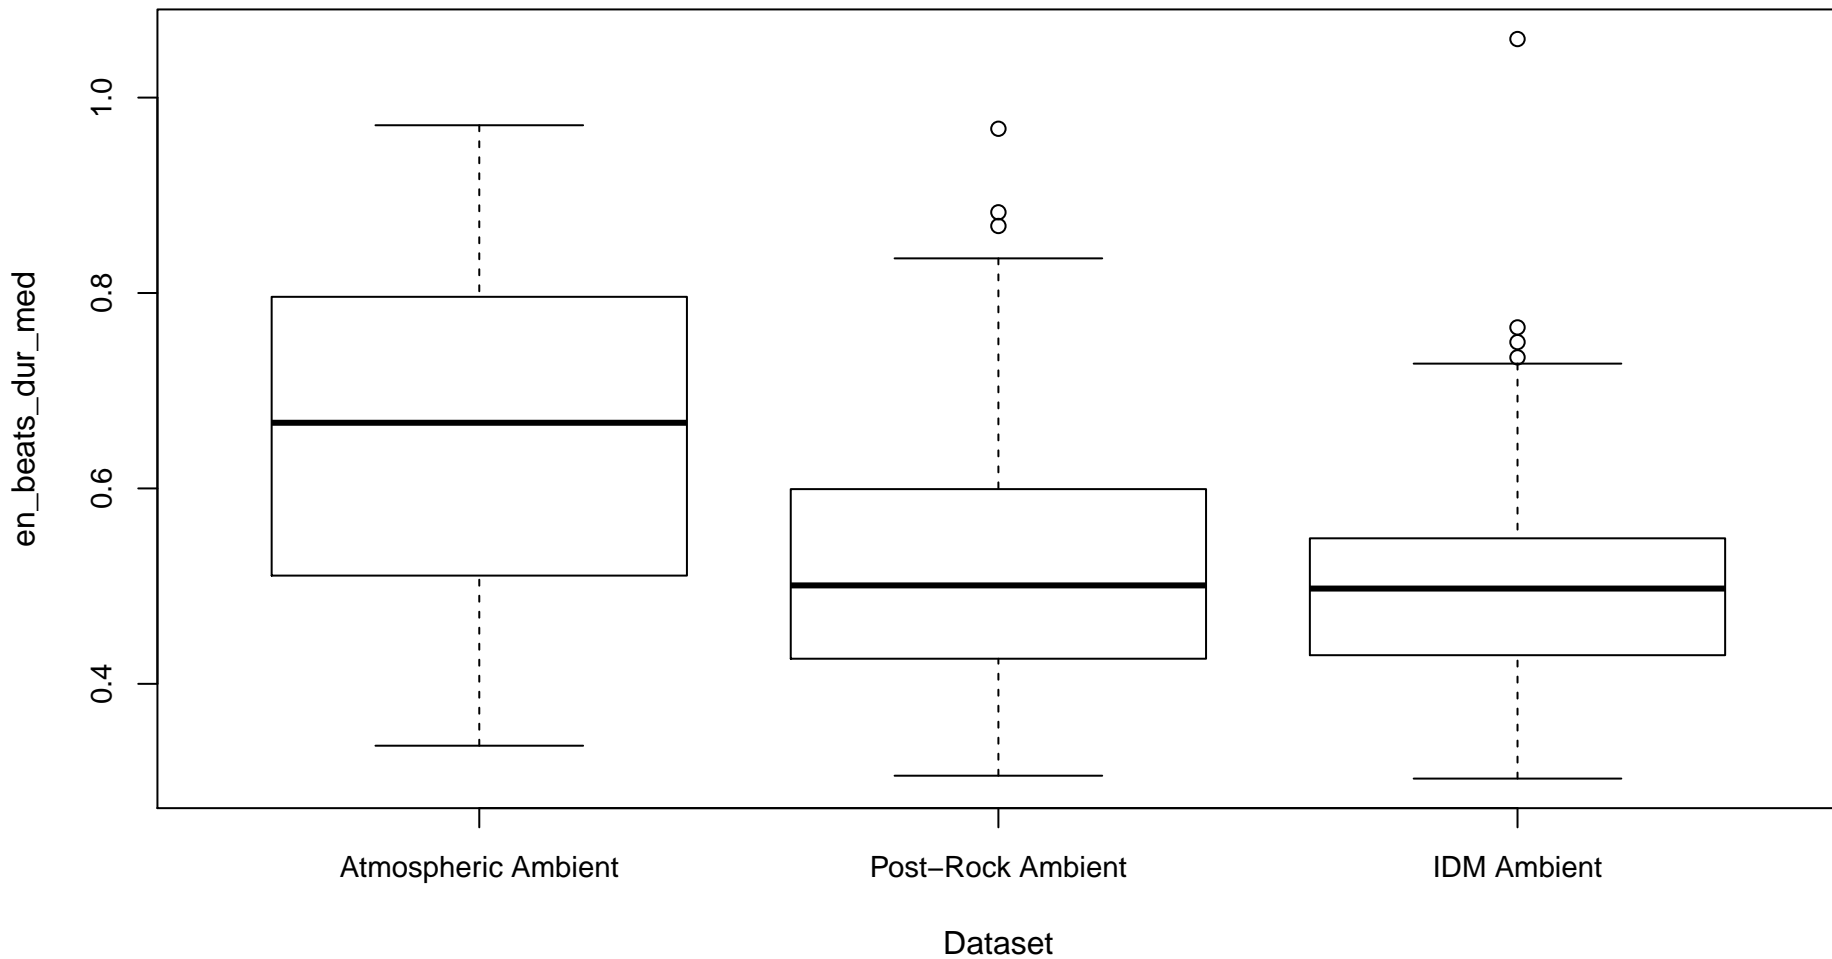 1.0
0.8
0.6
0.4
en_beats_dur_med
Atmospheric Ambient
Post−Rock Ambient
IDM Ambient
Dataset